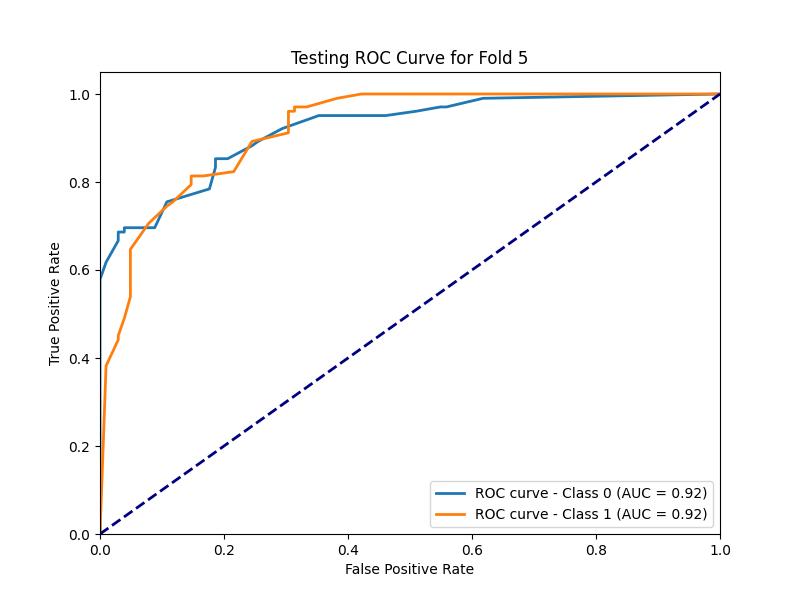 Testing ROC Curve for Fold 5
True Positive Rate
1.0
0.8
0.6
0.4
0.2
0.0
ROC curve - Class 0 (AUC = 0.92)
ROC curve - Class 1 (AUC = 0.92)
0.0 0.2 0.4 0.6 0.8 1.0
False Positive Rate